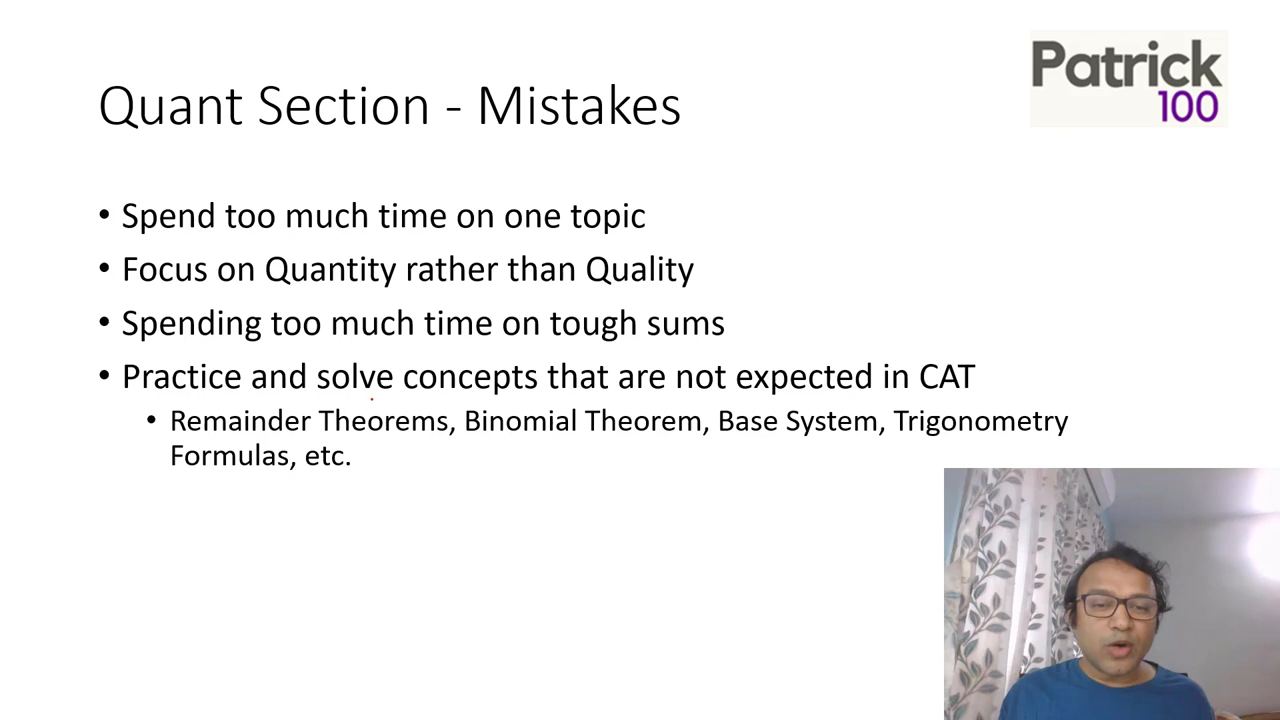 Patrick
100
Quant Section - Mistakes
• Spend too much time on one topic
• Focus on Quantity rather than Quality
• Spending too much time on tough sums
• Practice and solve concepts that are not expected in CAT
• Remainder Theorems, Binomial Theorem, Base System, Trigonometry
Formulas, etc.